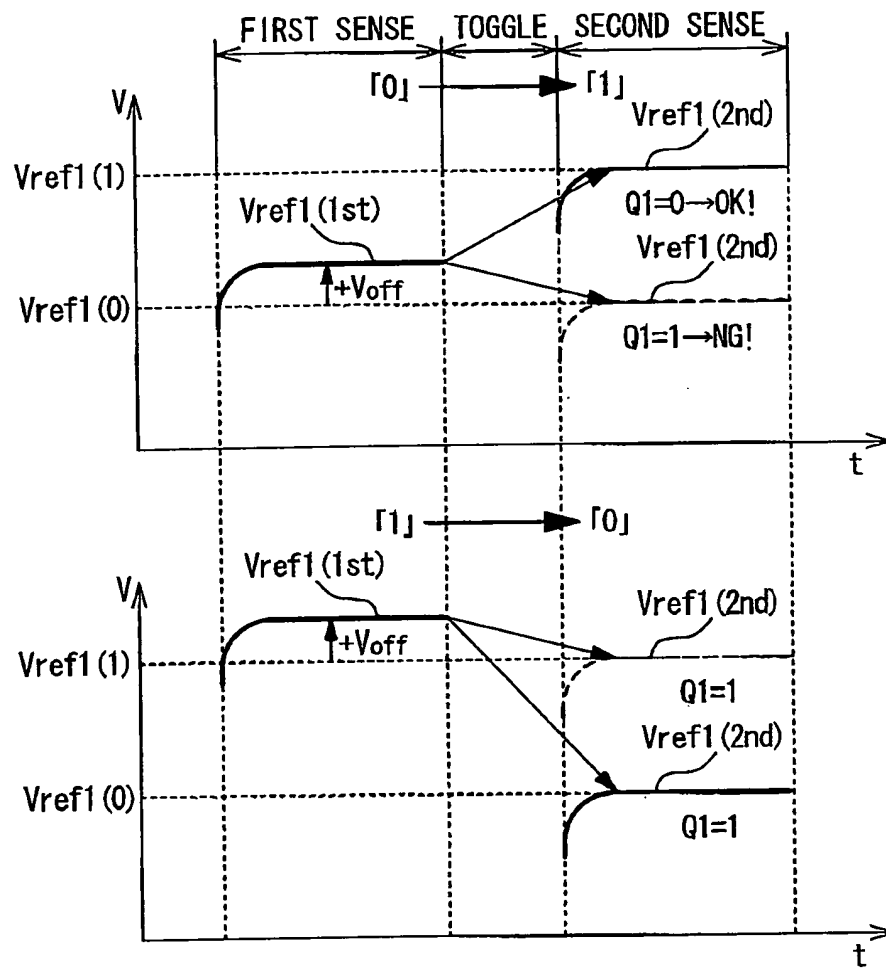 FIRST SENSE TOGGLE SECOND SENSE
「0」 「1」
V
Vref1(2nd)
Vref1(1)
Vref1(1st)
Q1=0→OK!
Vref1(2nd)
+Voff
Vref1(0)
Q1=1→NG!
t
「1」 「0」
Vref1(1st)
V
Vref1(2nd)
+Voff
Vref1(1)
Q1=1
Vref1(2nd)
Vref1(0)
Q1=1
t